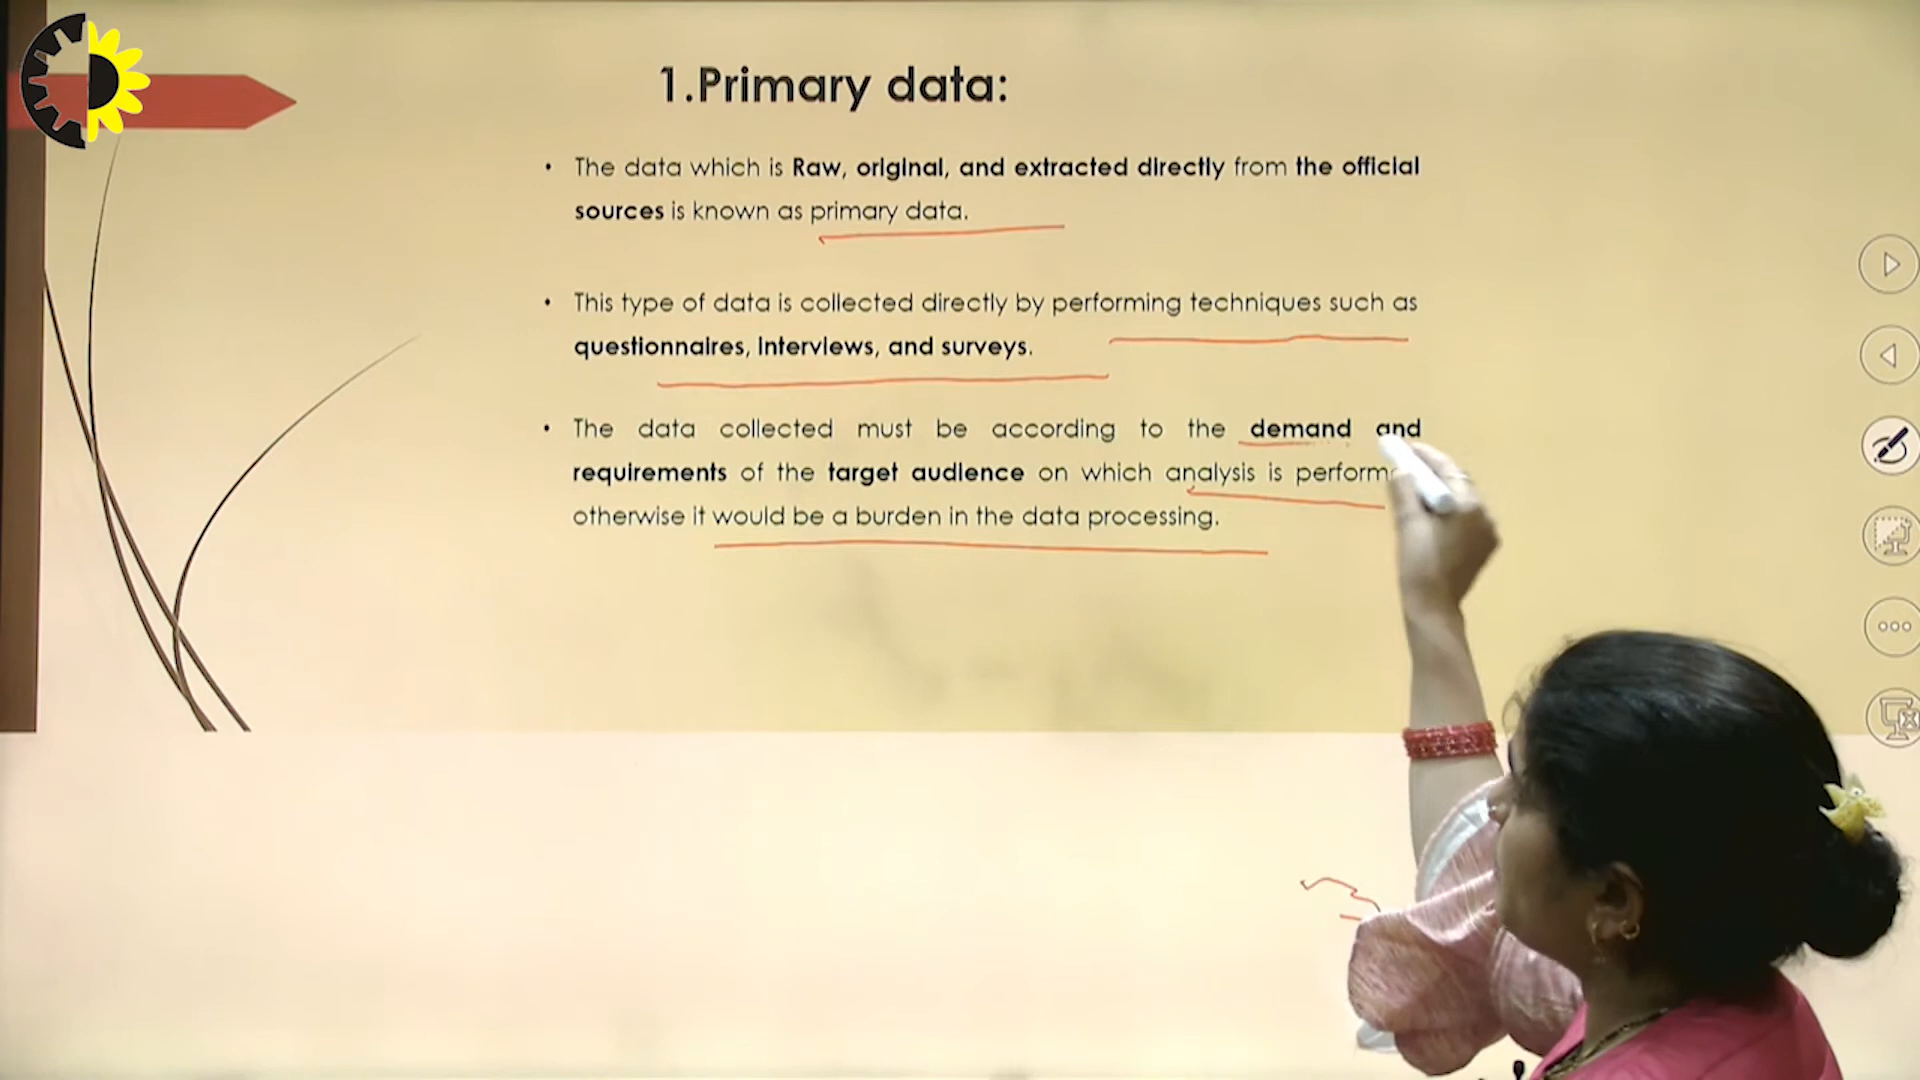 1.Primary data:
• The data which is Raw, original, and extracted directly from the official
sources is known as primary data.
• This type of data is collected directly by performing techniques such as
questionnaires, interviews, and surveys.
• The data collected must be according to the demand and
requirements of the target audience on which analysis is
otherwise it would be a burden in the data processing.